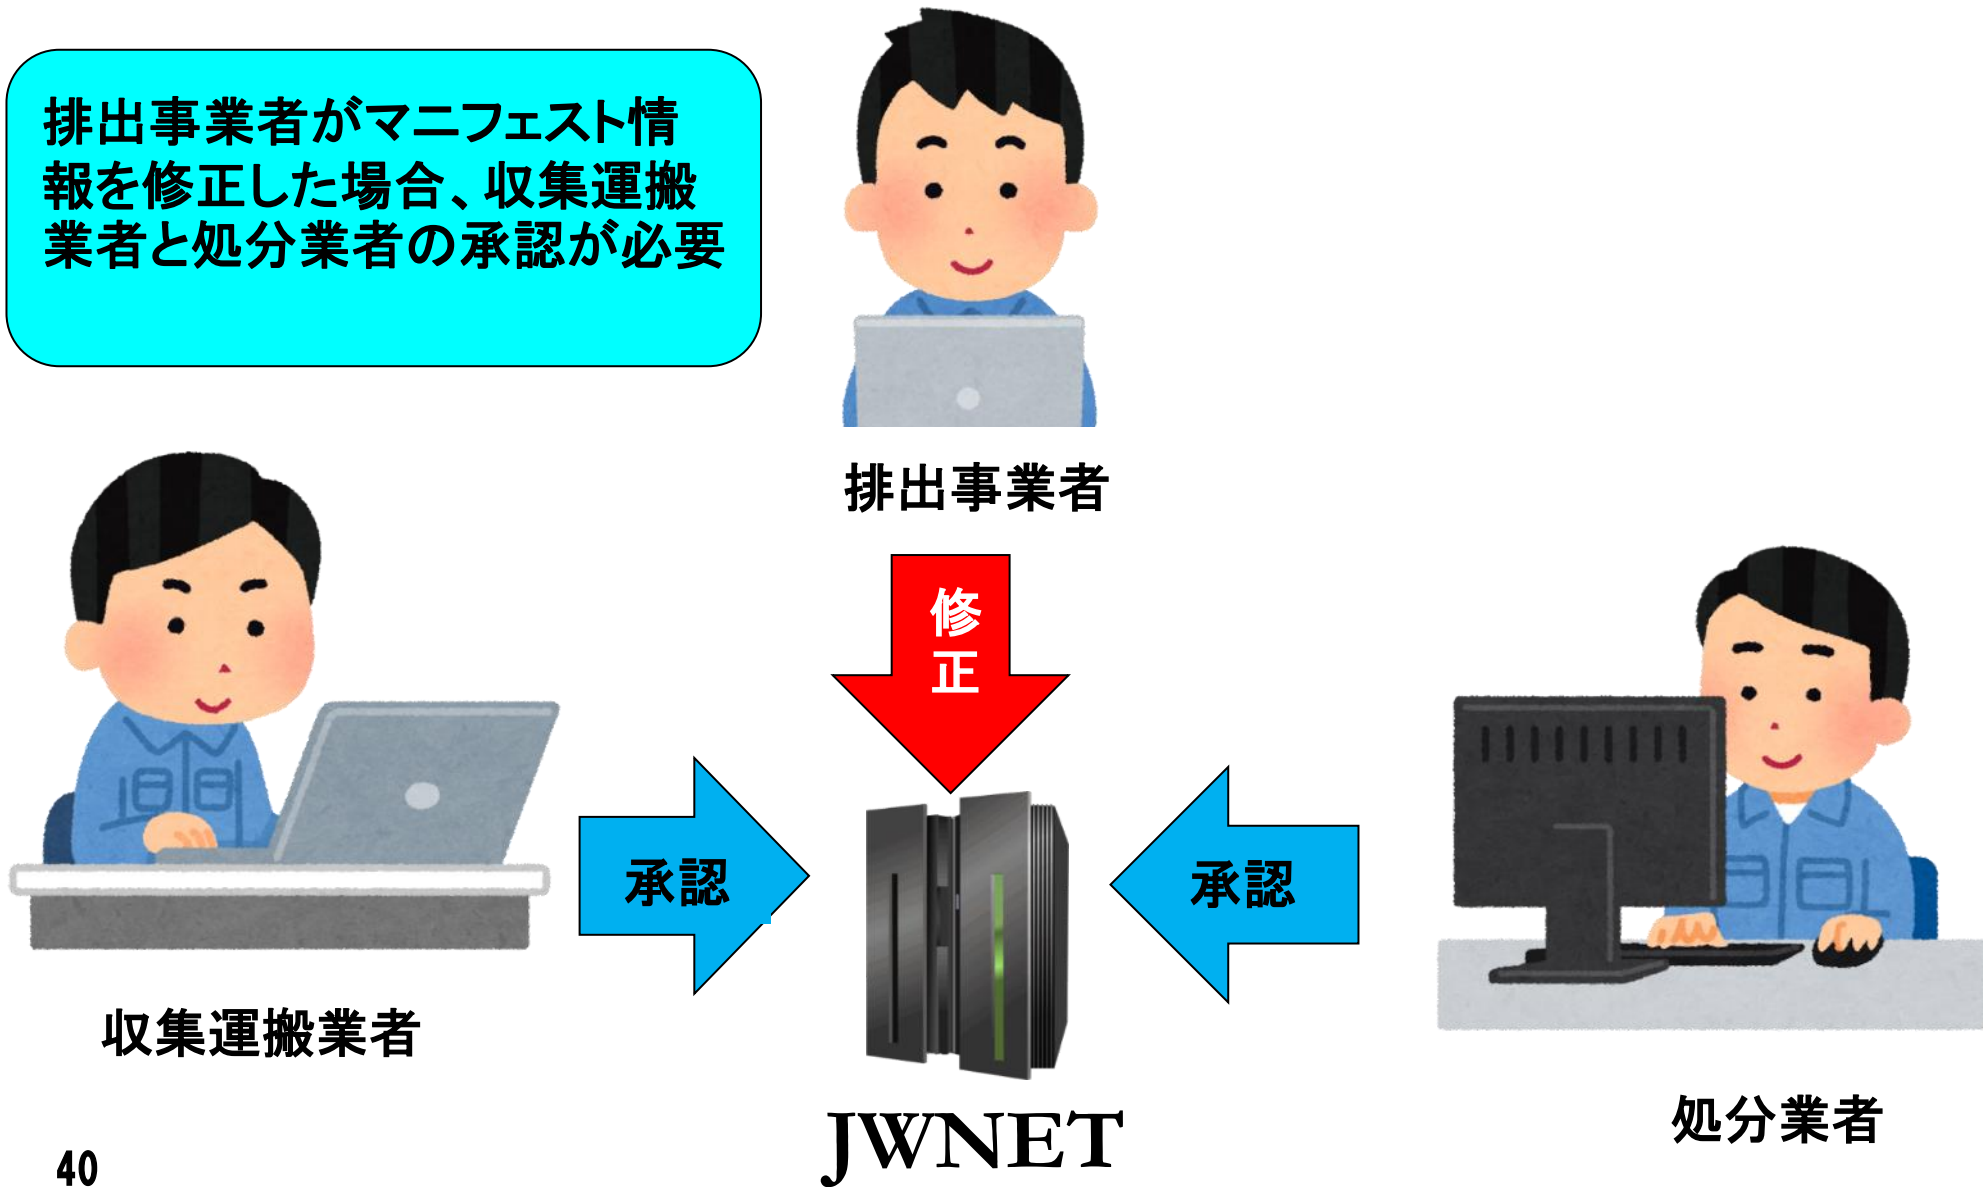 排出事業者がマニフェスト情
報を修正した場合、収集運搬
業者と処分業者の承認が必要
排出事業者
修
正
承認
承認
収集運搬業者
処分業者
JWNET
40